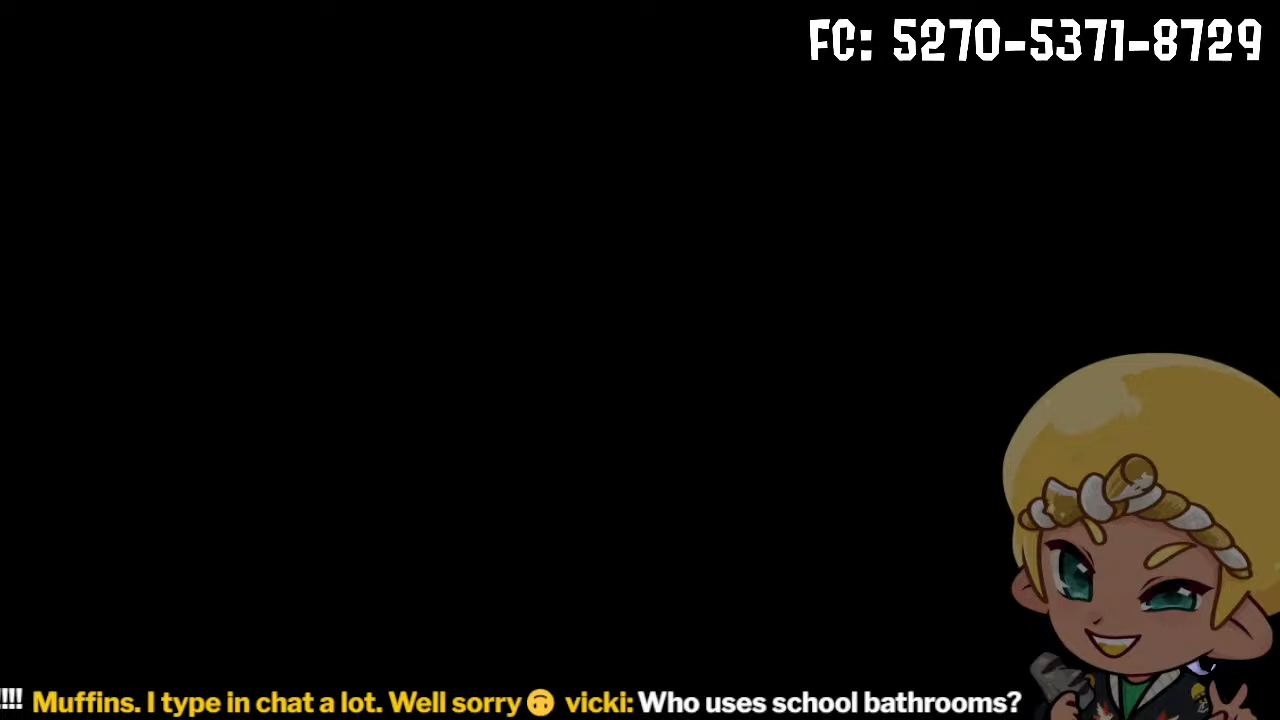 FC: 5270-5371-8729
!!! Muffins. I type in chat a lot. Well sorry 🙃 vicki: Who uses school bathrooms?